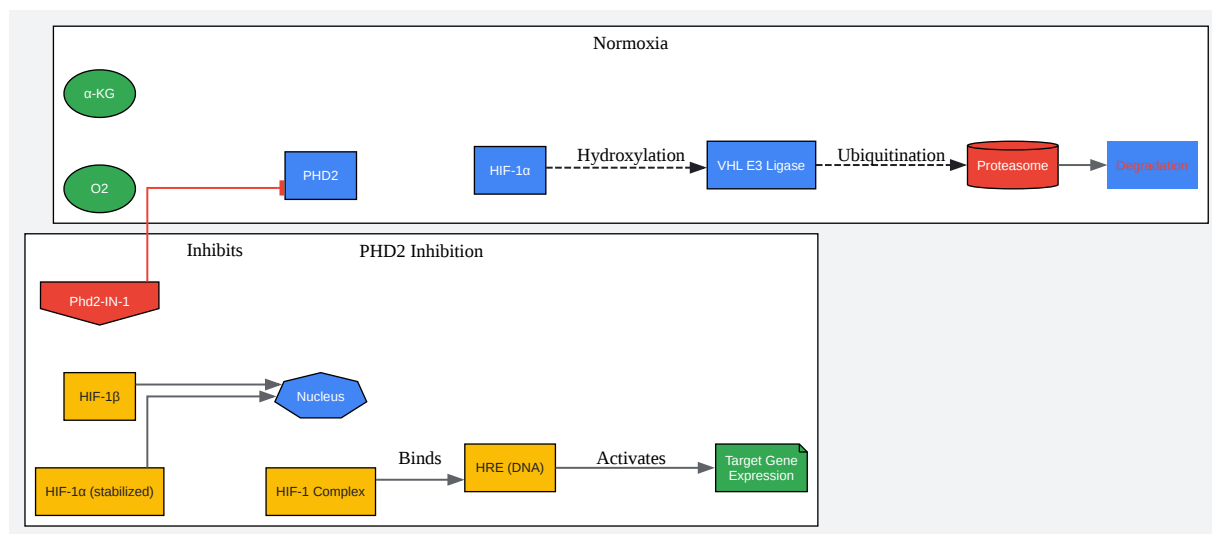 Normoxia
α-KG
O2
PHD2
HIF-1α
Hydroxylation
VHL E3 Ligase
Ubiquitination
Proteasome
Degradation
Inhibits
PHD2 Inhibition
Phd2-IN-1
HIF-1β
Nucleus
HIF-1α (stabilized)
HIF-1 Complex
Binds
HRE (DNA)
Activates
Target Gene
Expression